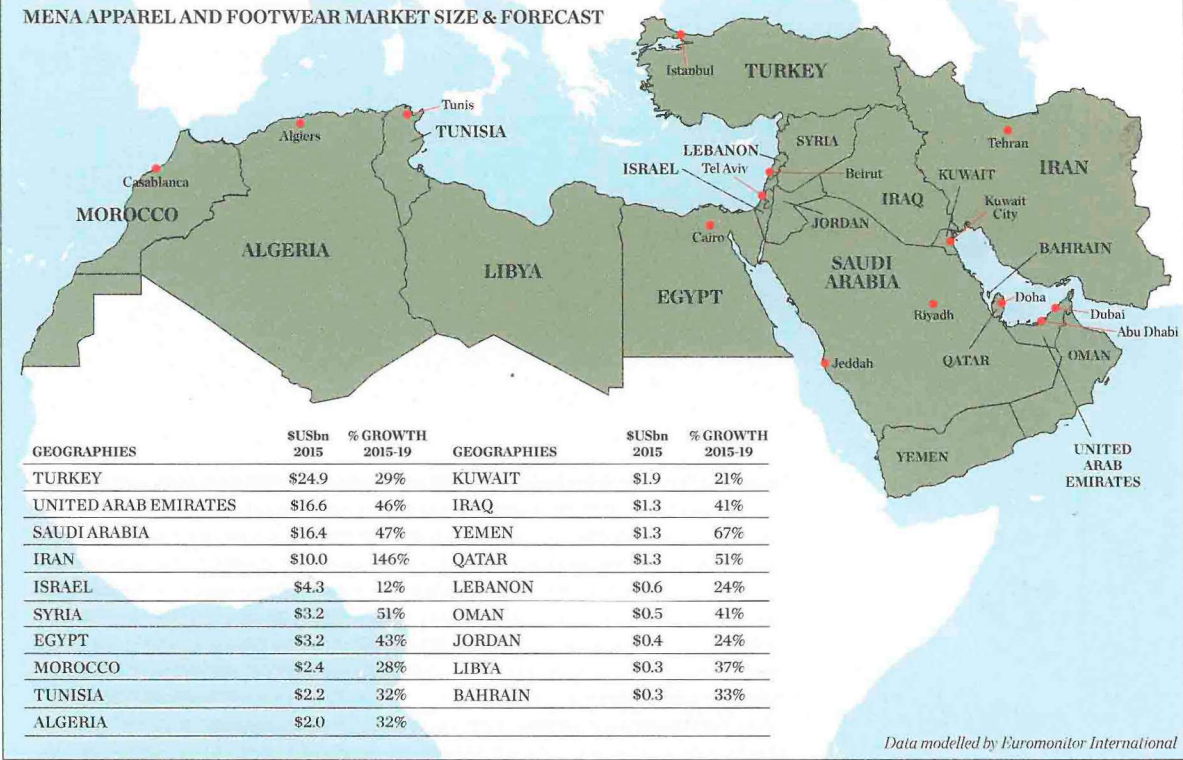 MENA APPAREL AND FOOTWEAR MARKET SIZE & FORECAST
Istanbul
TURKEY
Tunis
TUNISIA
Algiers
Casablanca
MOROCCO
ALGERIA
LIBYA
EGYPT
Cairo
LEBANON
ISRAEL
Tel Aviv
SYRIA
Beirut
JORDAN
IRAQ
KUWAIT
Kuwait
City
Tehran
IRAN
BAHRAIN
SAUDI
ARABIA
Riyadh
Jeddah
Doha
Dubai
Abu Dhabi
QATAR
OMAN
YEMEN
UNITED
ARAB
EMIRATES
$USbn % GROWTH $USbn % GROWTH
GEOGRAPHIES 2015 2015-19 GEOGRAPHIES 2015 2015-19
TURKEY $24.9 29% KUWAIT $1.9 21%
UNITED ARAB EMIRATES $16.6 46% IRAQ $1.3 41%
SAUDI ARABIA $16.4 47% YEMEN $1.3 67%
IRAN $10.0 146% QATAR $1.3 51%
ISRAEL $4.3 12% LEBANON $0.6 24%
SYRIA $3.2 51% OMAN $0.5 41%
EGYPT $3.2 43% JORDAN $0.4 24%
MOROCCO $2.4 28% LIBYA $0.3 37%
TUNISIA $2.2 32% BAHRAIN $0.3 33%
ALGERIA $2.0 32%
Data modelled by Euromonitor International